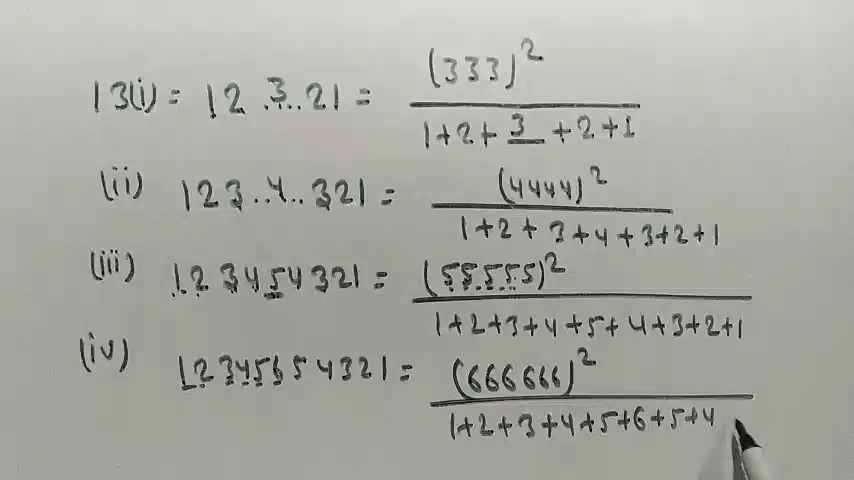 13(i) = 12.3..21 = (333)²
1+2+3+2+1
(ii) 123..4..321 = (4444)²
1+2+3+4+3+2+1
(iii) 123454321 = (55555)²
1+2+3+4+5+4+3+2+1
(iv) 12345654321 = (666666)²
1+2+3+4+5+6+5+4